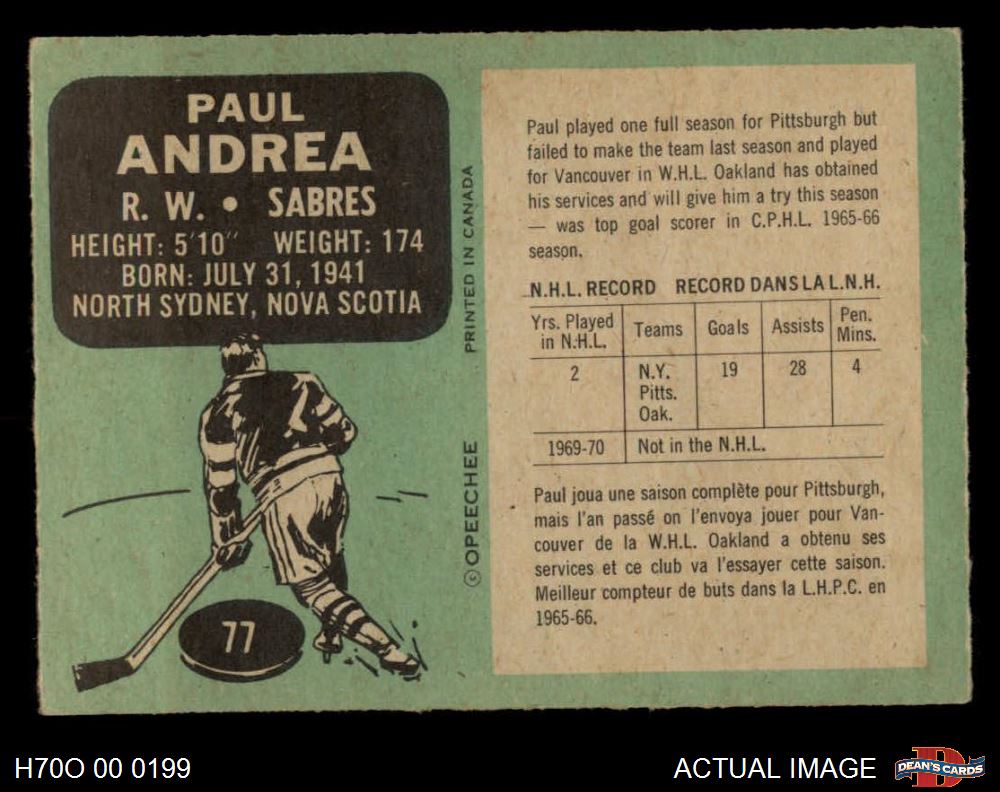 PAUL
ANDREA
R. W. • SABRES
HEIGHT: 5'10" WEIGHT: 174
BORN: JULY 31, 1941
NORTH SYDNEY, NOVA SCOTIA
77
©OPEECHEE PRINTED IN CANADA
Paul played one full season for Pittsburgh but
failed to make the team last season and played
for Vancouver in W.H.L. Oakland has obtained
his services and will give him a try this season
— was top goal scorer in C.P.H.L. 1965-66
season.
N.H.L. RECORD RECORD DANS LA L.N.H.
Yrs. Played
in N.H.L.
Teams
Goals
Assists
Pen.
Mins.
2
N.Y.
Pitts.
Oak.
19
28
4
1969-70 Not in the N.H.L.
Paul joua une saison complète pour Pittsburgh,
mais l'an passé on l'envoya jouer pour Van-
couver de la W.H.L. Oakland a obtenu ses
services et ce club va l'essayer cette saison.
Meilleur compteur de buts dans la L.H.P.C. en
1965-66.
H70O 00 0199
ACTUAL IMAGE
DEAN'S CARDS